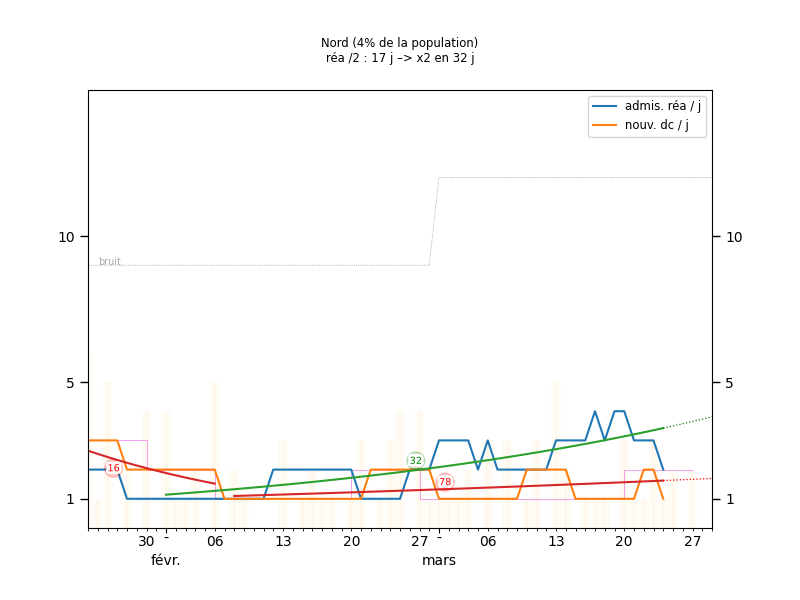 Nord (4% de la population)
réa /2 : 17 j –> x2 en 32 j
admis. réa / j
nouv. dc / j
10
10
bruit
5
5
32
16
78
1
1
30
06
13
20
27
06
13
20
27
févr.
mars